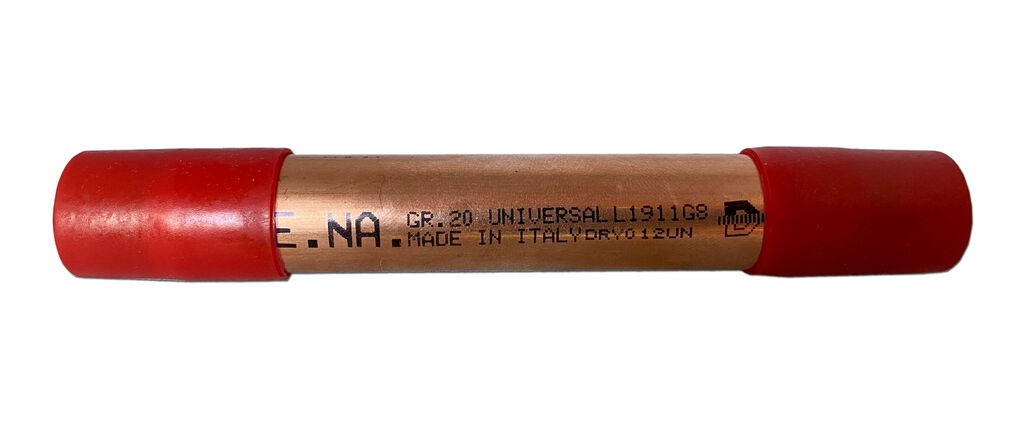 E.NA.
GR.20 UNIVERSAL L1911G8
MADE IN ITALY DRY012UN